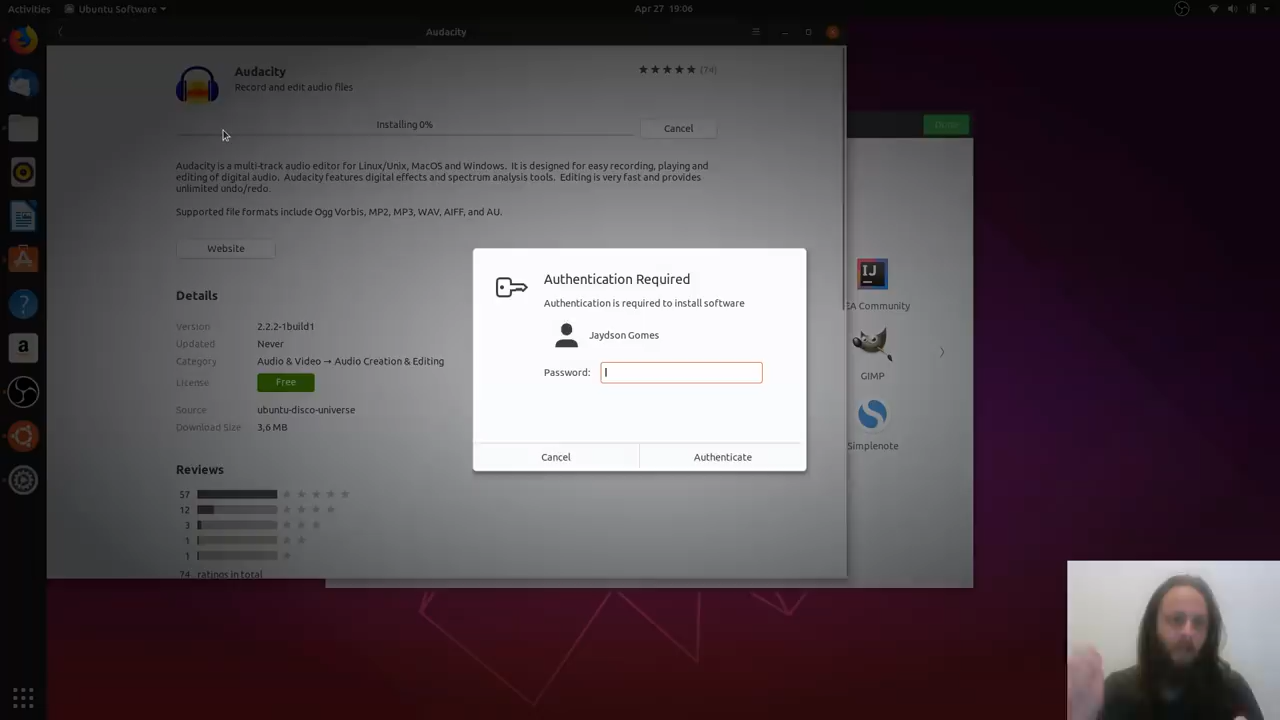 Activities
Ubuntu Software
Apr 27 19:06
Audacity
Audacity
Record and edit audio files
(74)
Installing 0%
Cancel
Audacity is a multi-track audio editor for Linux/Unix, MacOS and Windows. It is designed for easy recording, playing and
editing of digital audio. Audacity features digital effects and spectrum analysis tools. Editing is very fast and provides
unlimited undo/redo.
Supported file formats include Ogg Vorbis, MP2, MP3, WAV, AIFF, and AU.
Website
Details
Version 2.2.2-1build1
Updated Never
Category Audio & Video → Audio Creation & Editing
License Free
Source ubuntu-disco-universe
Download Size 3,6 MB
Reviews
57
12
3
1
1
74 ratings in total
Authentication Required
Authentication is required to install software
Jaydson Gomes
Password:
Cancel
Authenticate
IJ
EA Community
GIMP
Simplenote